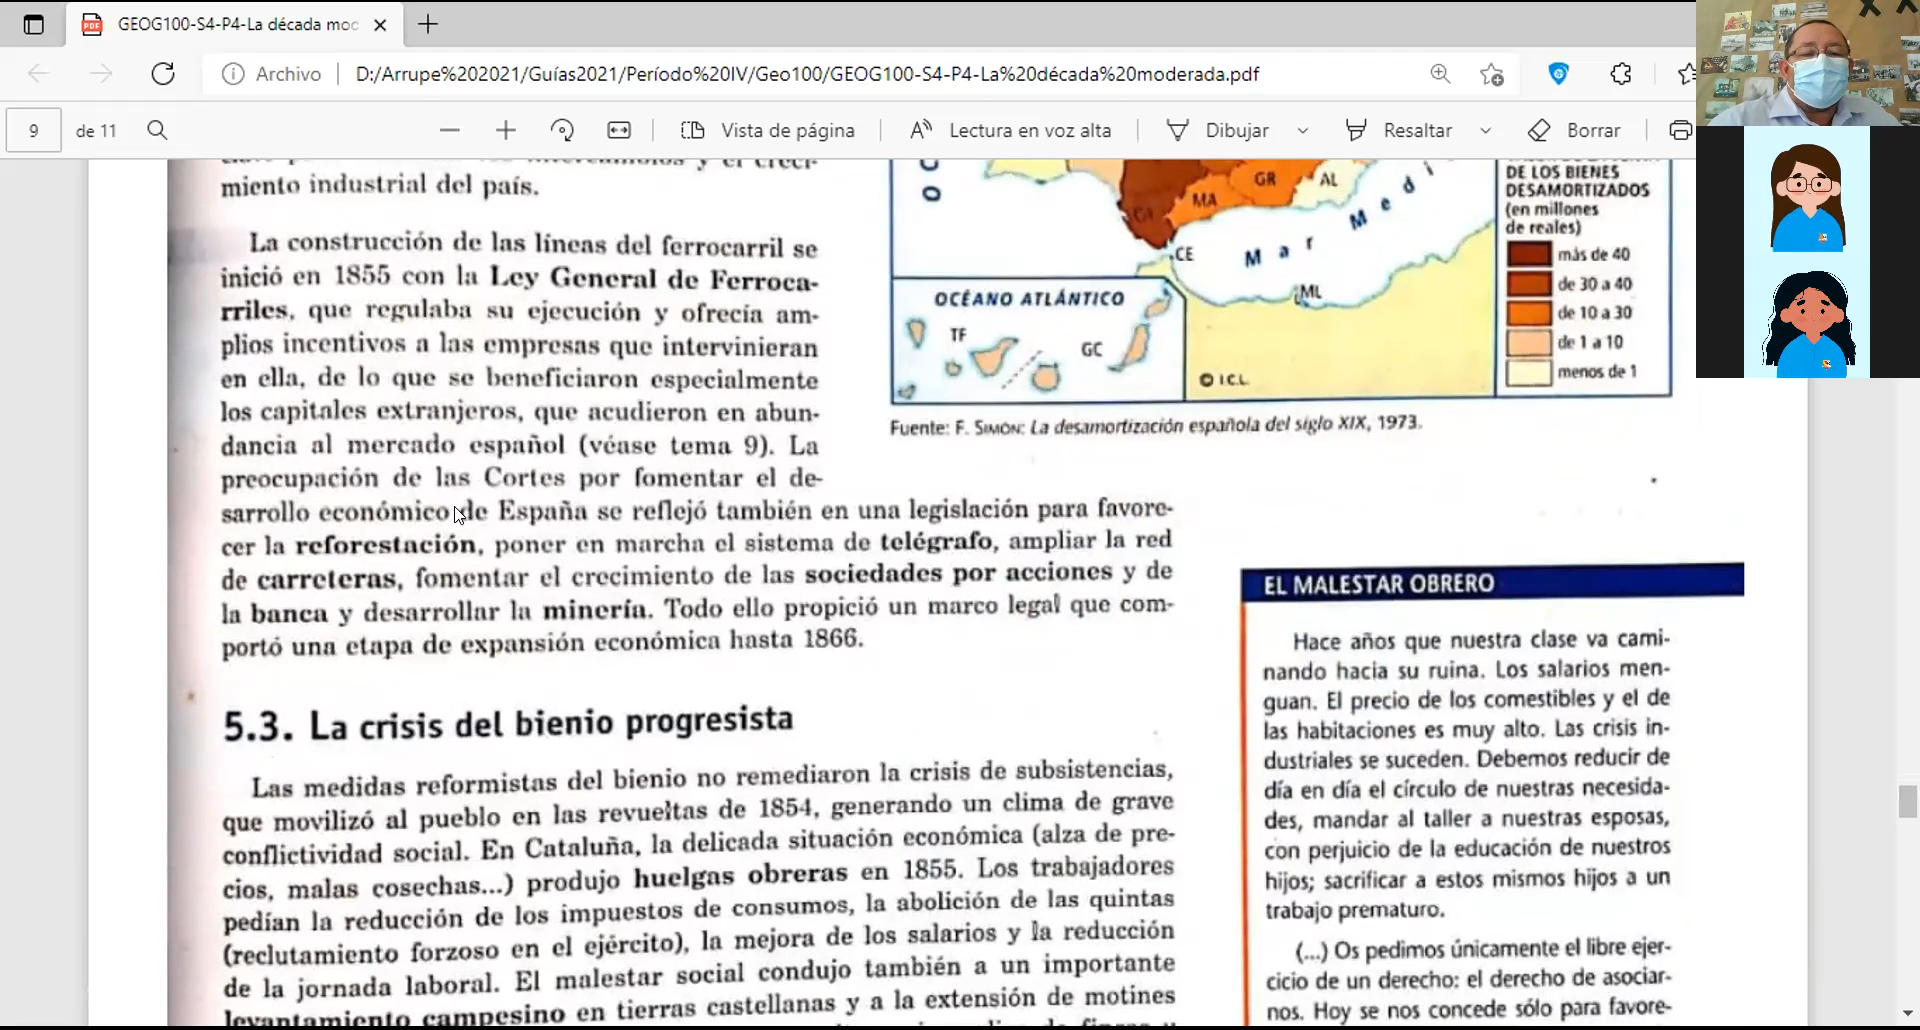 GEOG100-S4-P4-La década mod
Archivo
D:/Arrupe%202021/Guías2021/Período%20IV/Geo100/GEOG100-S4-P4-La%20década%20moderada.pdf
9
de 11
Vista de página
Lectura en voz alta
Dibujar
Resaltar
Borrar
miento industrial del país.
La construcción de las líneas del ferrocarril se
inició en 1855 con la Ley General de Ferroca-
rriles, que regulaba su ejecución y ofrecía am-
plios incentivos a las empresas que intervinieran
en ella, de lo que se beneficiaron especialmente
los capitales extranjeros, que acudieron en abun-
dancia al mercado español (véase tema 9). La
preocupación de las Cortes por fomentar el de-
sarrollo económico de España se reflejó también en una legislación para favore-
cer la reforestación, poner en marcha el sistema de telégrafo, ampliar la red
de carreteras, fomentar el crecimiento de las sociedades por acciones y de
la banca y desarrollar la minería. Todo ello propició un marco legal que com-
portó una etapa de expansión económica hasta 1866.
5.3. La crisis del bienio progresista
Las medidas reformistas del bienio no remediaron la crisis de subsistencias,
que movilizó al pueblo en las revueltas de 1854, generando un clima de grave
conflictividad social. En Cataluña, la delicada situación económica (alza de pre-
cios, malas cosechas...) produjo huelgas obreras en 1855. Los trabajadores
pedían la reducción de los impuestos de consumos, la abolición de las quintas
(reclutamiento forzoso en el ejército), la mejora de los salarios y la reducción
de la jornada laboral. El malestar social condujo también a un importante
levantamiento campesino en tierras castellanas y a la extensión de motines
GR
AL
MA
CA
CE
ML
Mar Medi
OCÉANO ATLÁNTICO
TF
GC
© I.C.L.
DE LOS BIENES
DESAMORTIZADOS
(en millones
de reales)
más de 40
de 30 a 40
de 10 a 30
de 1 a 10
menos de 1
Fuente: F. SIMÓN: La desamortización española del siglo XIX, 1973.
EL MALESTAR OBRERO
Hace años que nuestra clase va cami-
nando hacia su ruina. Los salarios men-
guan. El precio de los comestibles y el de
las habitaciones es muy alto. Las crisis in-
dustriales se suceden. Debemos reducir de
día en día el círculo de nuestras necesida-
des, mandar al taller a nuestras esposas,
con perjuicio de la educación de nuestros
hijos; sacrificar a estos mismos hijos a un
trabajo prematuro.
(...) Os pedimos únicamente el libre ejer-
cicio de un derecho: el derecho de asociar-
nos. Hoy se nos concede sólo para favore-